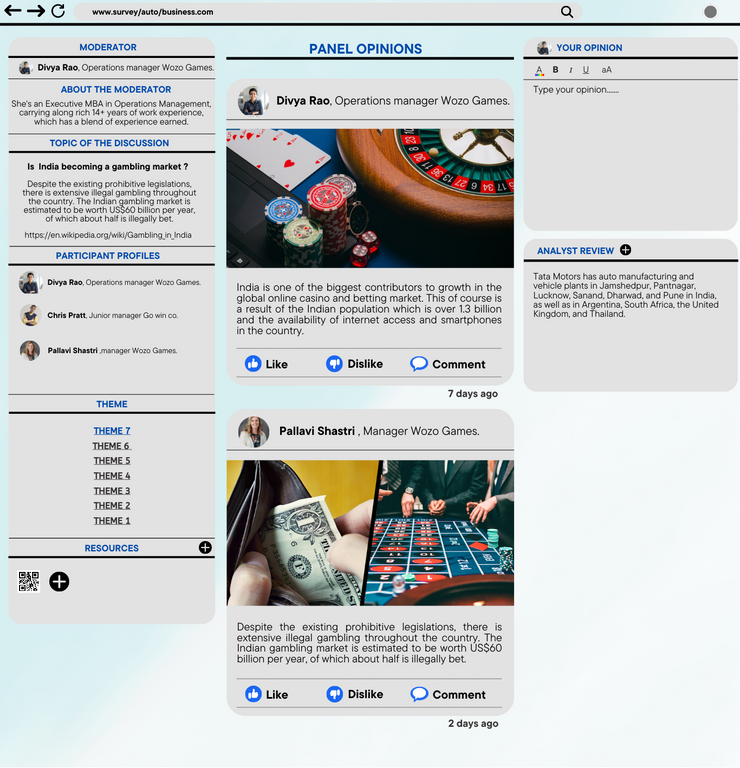 www.survey/auto/business.com
MODERATOR
Divya Rao, Operations manager Wozo Games.
ABOUT THE MODERATOR
She's an Executive MBA in Operations Management,
carrying along rich 14+ years of work experience,
which has a blend of experience earned.
TOPIC OF THE DISCUSSION
Is India becoming a gambling market ?
Despite the existing prohibitive legislations,
there is extensive illegal gambling throughout
the country. The Indian gambling market is
estimated to be worth US$60 billion per year,
of which about half is illegally bet.
https://en.wikipedia.org/wiki/Gambling_in_India
PARTICIPANT PROFILES
Divya Rao, Operations manager Wozo Games.
Chris Pratt, Junior manager Go win co.
Pallavi Shastri ,manager Wozo Games.
THEME
THEME 7
THEME 6
THEME 5
THEME 4
THEME 3
THEME 2
THEME 1
RESOURCES
PANEL OPINIONS
Divya Rao, Operations manager Wozo Games.
India is one of the biggest contributors to growth in the
global online casino and betting market. This of course is
a result of the Indian population which is over 1.3 billion
and the availability of internet access and smartphones
in the country.
Like
Dislike
Comment
7 days ago
Pallavi Shastri , Manager Wozo Games.
Despite the existing prohibitive legislations, there is
extensive illegal gambling throughout the country. The
Indian gambling market is estimated to be worth US$60
billion per year, of which about half is illegally bet.
Like
Dislike
Comment
2 days ago
YOUR OPINION
A B I U aA
Type your opinion......
ANALYST REVIEW
Tata Motors has auto manufacturing and
vehicle plants in Jamshedpur, Pantnagar,
Lucknow, Sanand, Dharwad, and Pune in India,
as well as in Argentina, South Africa, the United
Kingdom, and Thailand.